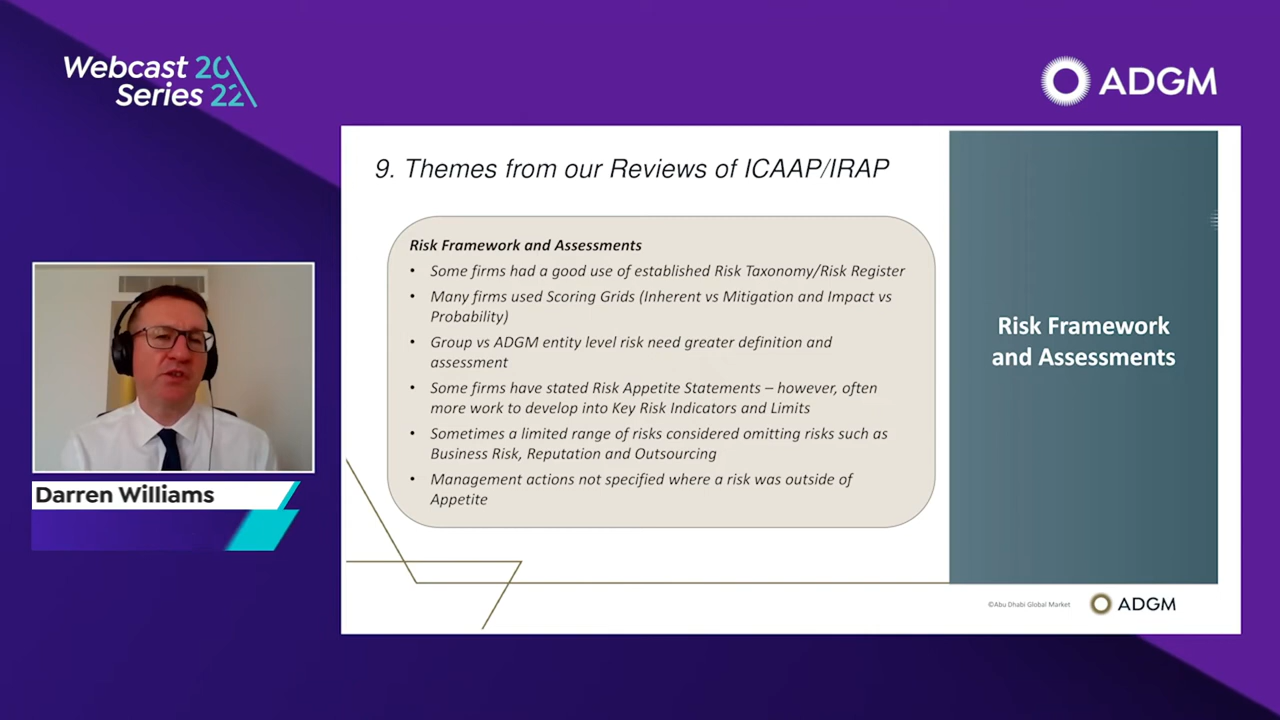 Webcast 20
Series 22
ADGM
9. Themes from our Reviews of ICAAP/IRAP
Risk Framework and Assessments
• Some firms had a good use of established Risk Taxonomy/Risk Register
• Many firms used Scoring Grids (Inherent vs Mitigation and Impact vs
Probability)
• Group vs ADGM entity level risk need greater definition and
assessment
• Some firms have stated Risk Appetite Statements – however, often
more work to develop into Key Risk Indicators and Limits
• Sometimes a limited range of risks considered omitting risks such as
Business Risk, Reputation and Outsourcing
• Management actions not specified where a risk was outside of
Appetite
Risk Framework
and Assessments
Darren Williams
©Abu Dhabi Global Market
ADGM